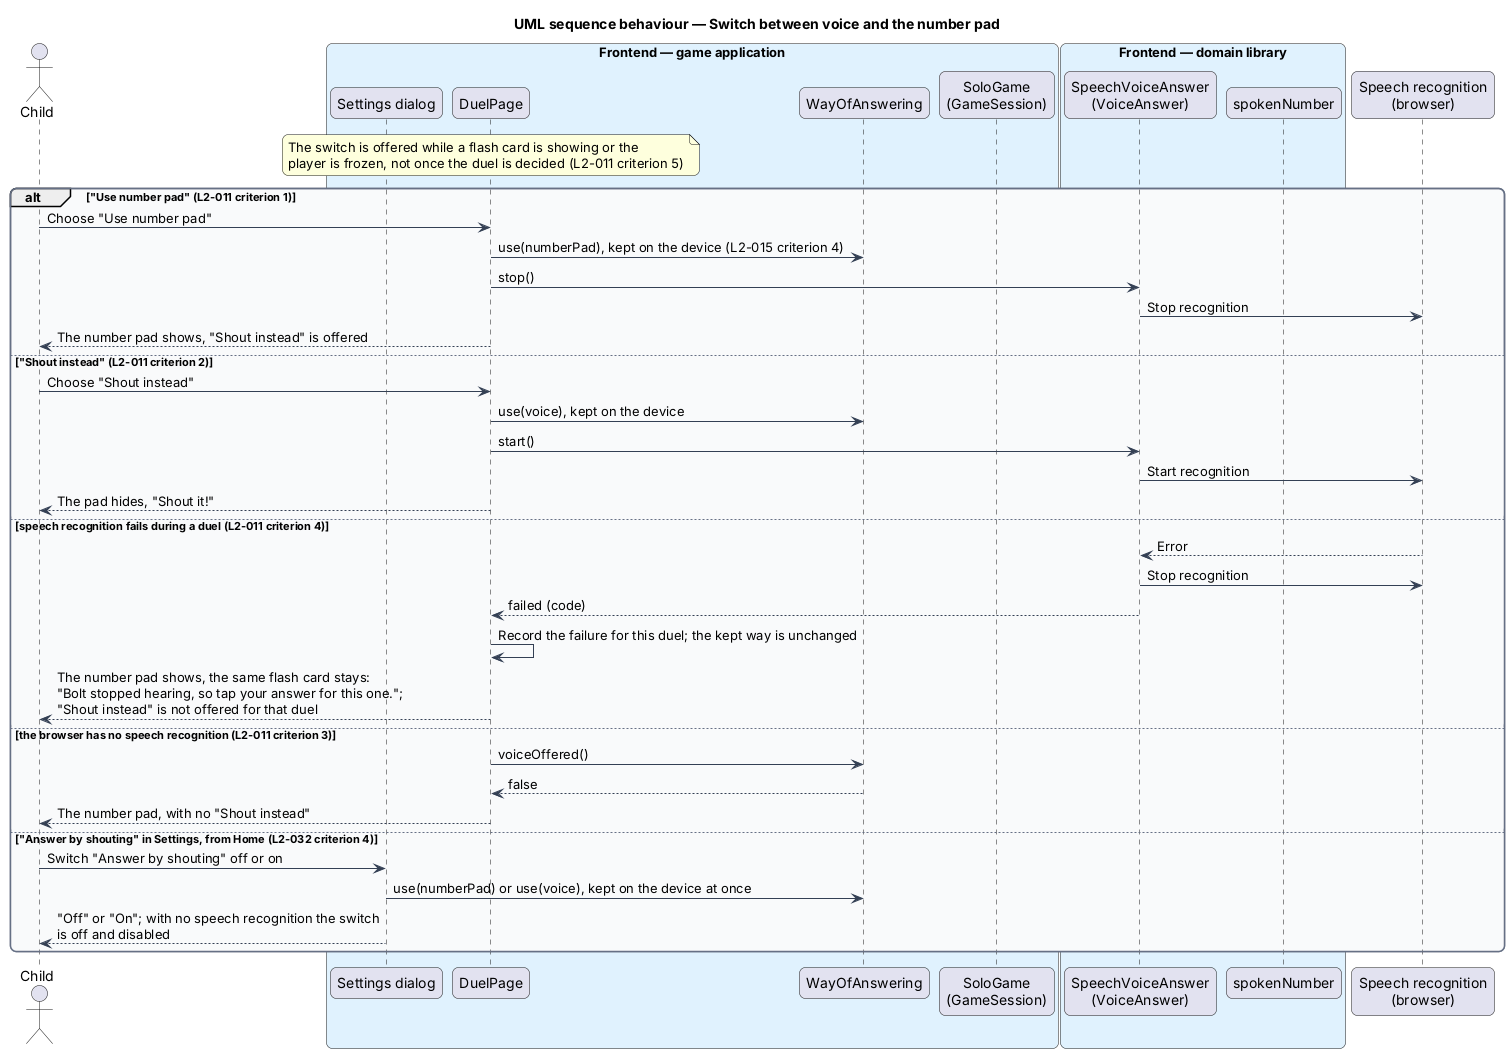 UML sequence behaviour — Switch between voice and the number pad
Frontend — game application
Frontend — domain library
Child
Settings dialog
DuelPage
WayOfAnswering
SoloGame
(GameSession)
SpeechVoiceAnswer
(VoiceAnswer)
spokenNumber
Speech recognition
(browser)
The switch is offered while a flash card is showing or the
player is frozen, not once the duel is decided (L2-011 criterion 5)
alt
["Use number pad" (L2-011 criterion 1)]
Choose "Use number pad"
use(numberPad), kept on the device (L2-015 criterion 4)
stop()
Stop recognition
The number pad shows, "Shout instead" is offered
["Shout instead" (L2-011 criterion 2)]
Choose "Shout instead"
use(voice), kept on the device
start()
Start recognition
The pad hides, "Shout it!"
[speech recognition fails during a duel (L2-011 criterion 4)]
Error
Stop recognition
failed (code)
Record the failure for this duel; the kept way is unchanged
The number pad shows, the same flash card stays:
"Bolt stopped hearing, so tap your answer for this one.";
"Shout instead" is not offered for that duel
[the browser has no speech recognition (L2-011 criterion 3)]
voiceOffered()
false
The number pad, with no "Shout instead"
["Answer by shouting" in Settings, from Home (L2-032 criterion 4)]
Switch "Answer by shouting" off or on
use(numberPad) or use(voice), kept on the device at once
"Off" or "On"; with no speech recognition the switch
is off and disabled
Child
Settings dialog
DuelPage
WayOfAnswering
SoloGame
(GameSession)
SpeechVoiceAnswer
(VoiceAnswer)
spokenNumber
Speech recognition
(browser)